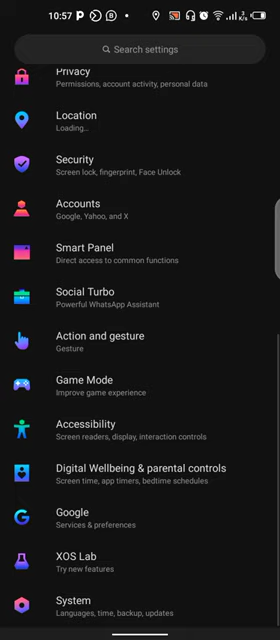 10:57
3
K/s
Search settings
Privacy
Permissions, account activity, personal data
Location
Loading...
Security
Screen lock, fingerprint, Face Unlock
Accounts
Google, Yahoo, and X
Smart Panel
Direct access to common functions
Social Turbo
Powerful WhatsApp Assistant
Action and gesture
Gesture
Game Mode
Improve game experience
Accessibility
Screen readers, display, interaction controls
Digital Wellbeing & parental controls
Screen time, app timers, bedtime schedules
Google
Services & preferences
XOS Lab
Try new features
System
Languages, time, backup, updates